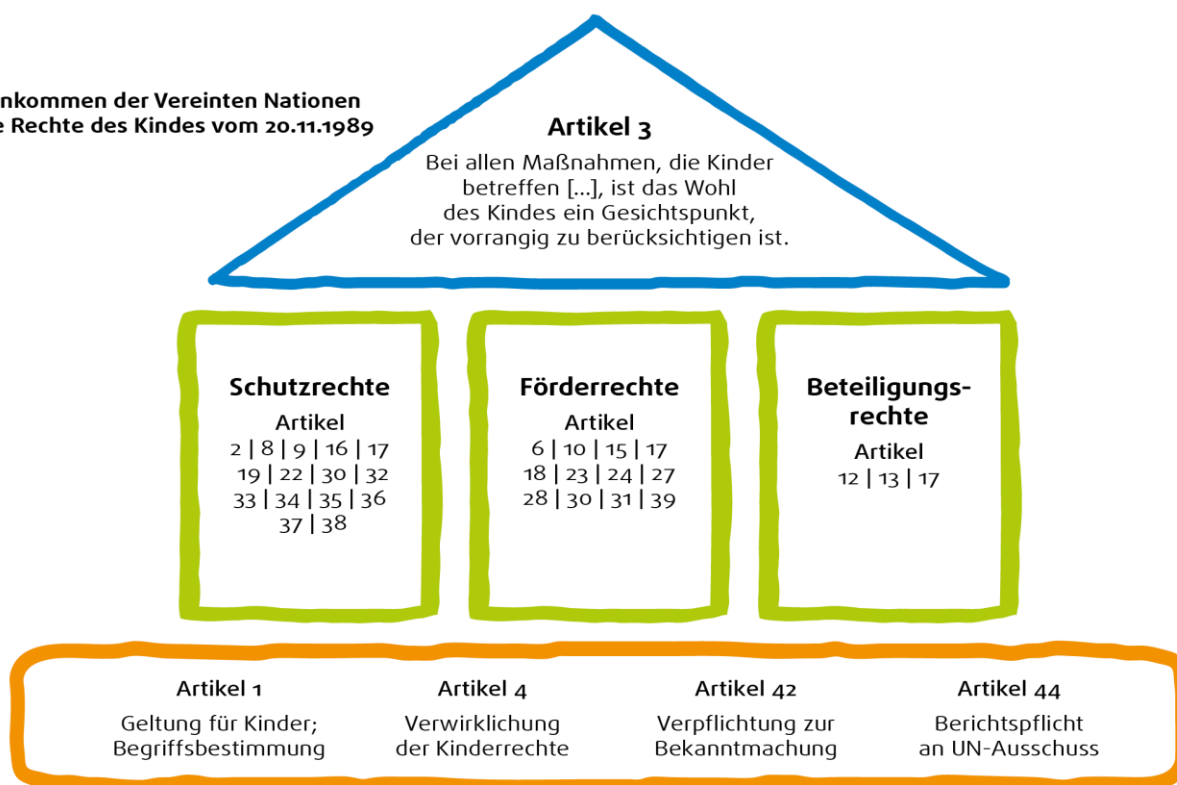 nkommen der Vereinten Nationen
e Rechte des Kindes vom 20.11.1989
Artikel 3
Bei allen Maßnahmen, die Kinder
betreffen [...], ist das Wohl
des Kindes ein Gesichtspunkt,
der vorrangig zu berücksichtigen ist.
Schutzrechte
Artikel
2 | 8 | 9 | 16 | 17
19 | 22 | 30 | 32
33 | 34 | 35 | 36
37 | 38
Förderrechte
Artikel
6 | 10 | 15 | 17
18 | 23 | 24 | 27
28 | 30 | 31 | 39
Beteiligungs-
rechte
Artikel
12 | 13 | 17
Artikel 1
Geltung für Kinder;
Begriffsbestimmung
Artikel 4
Verwirklichung
der Kinderrechte
Artikel 42
Verpflichtung zur
Bekanntmachung
Artikel 44
Berichtspflicht
an UN-Ausschuss